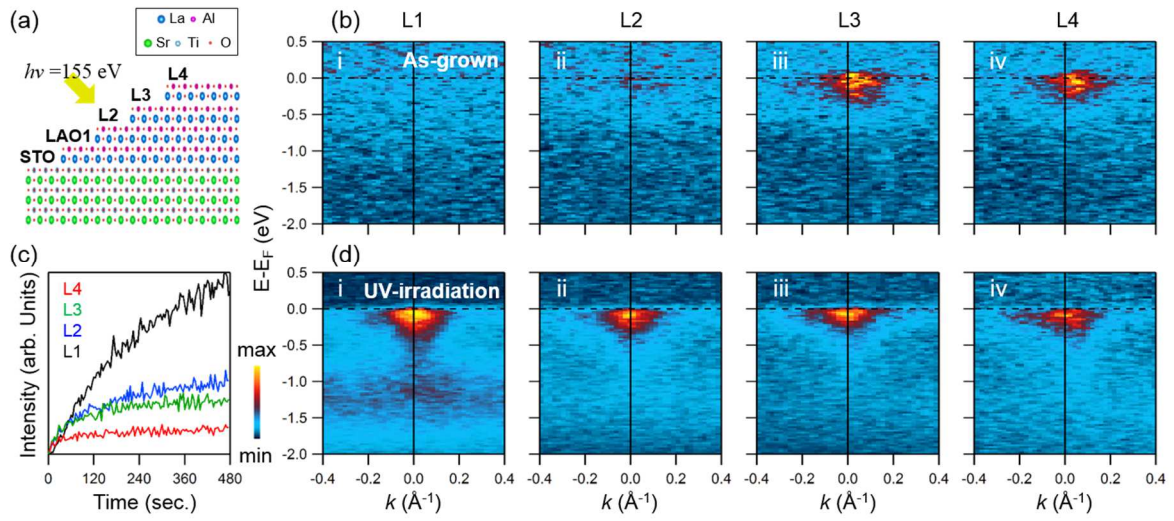 (a)
La Al
Sr Ti O
hν =155 eV
L4
L3
L2
LAO1
STO
(b)
L1 L2 L3 L4
i As-grown
ii
iii
iv
0.5
0.0
-0.5
-1.0
-1.5
-2.0
E-EF (eV)
(c)
L4
L3
L2
L1
Intensity (arb. Units)
0 120 240 360 480
Time (sec.)
max
min
(d)
i UV-irradiation
ii
iii
iv
0.5
0.0
-0.5
-1.0
-1.5
-2.0
-0.4 -0.2 0.0 0.2 0.4
k (Å-1)
-0.4 -0.2 0.0 0.2 0.4
k (Å-1)
-0.4 -0.2 0.0 0.2 0.4
k (Å-1)
-0.4 -0.2 0.0 0.2 0.4
k (Å-1)